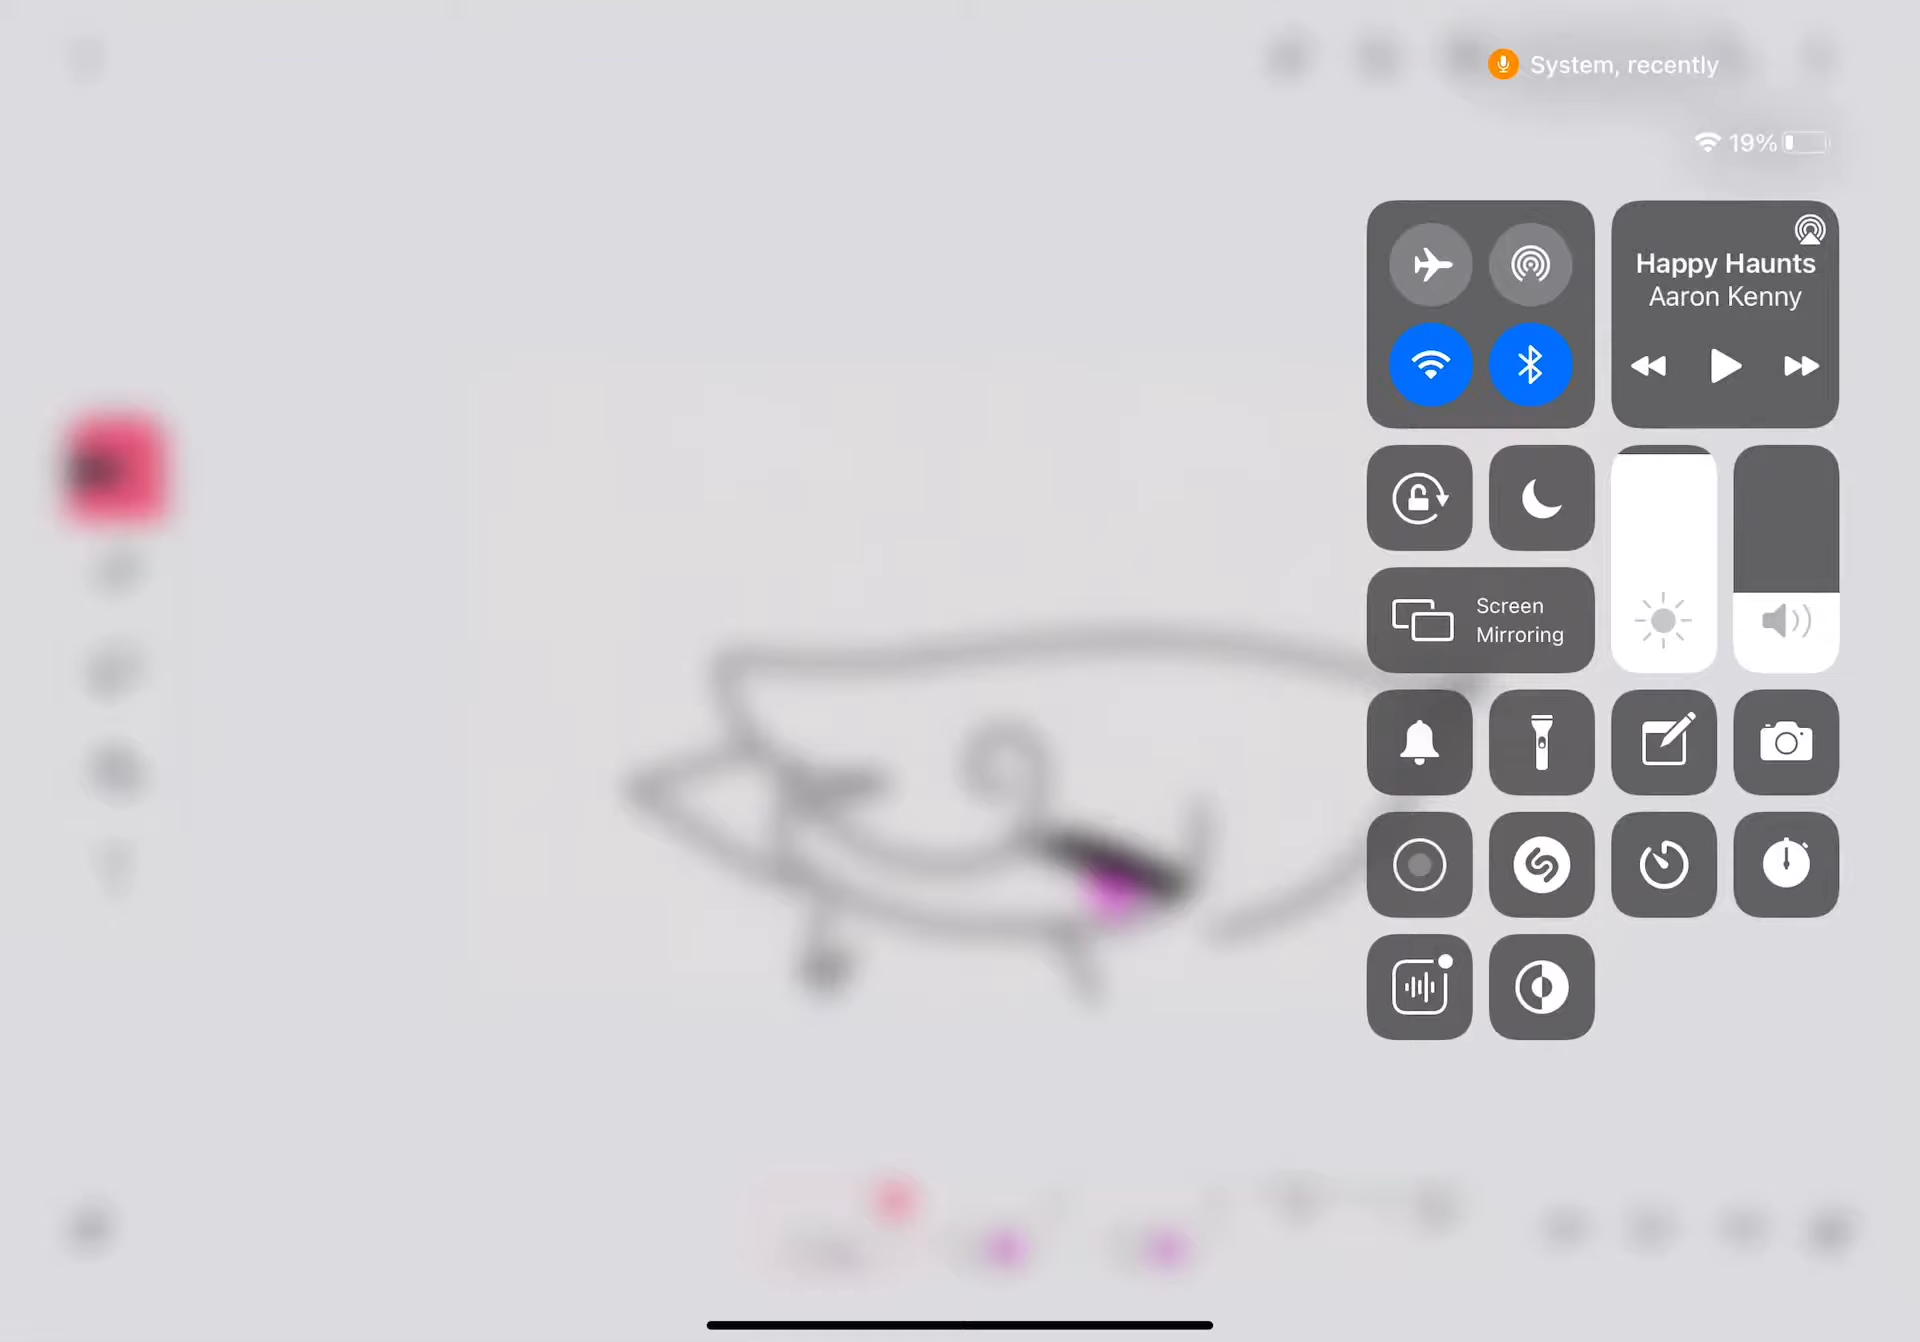 System, recently
19%
Happy Haunts
Aaron Kenny
Screen
Mirroring